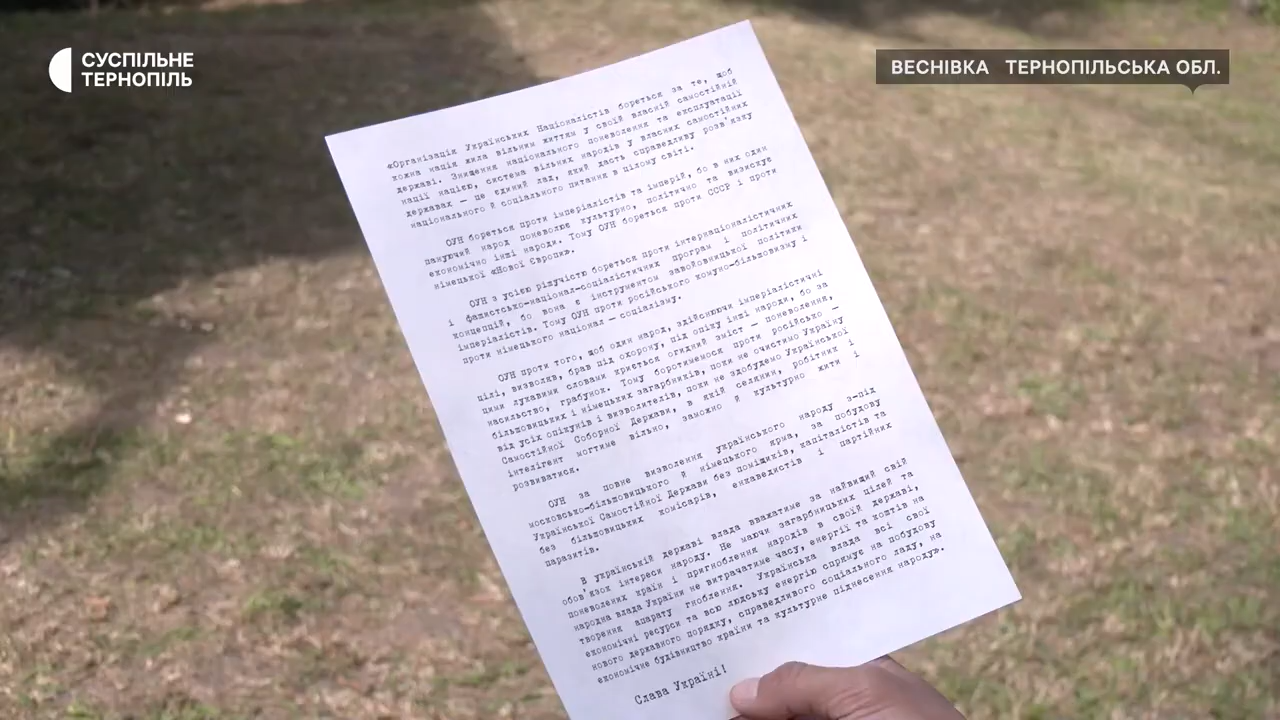 СУСПІЛЬНЕ
ТЕРНОПІЛЬ
ВЕСНІВКА ТЕРНОПІЛЬСЬКА ОБЛ.
«Організація Українських Націоналістів бореться за те, щоб
кожна нація жила вільним життям у своїй власній самостійній
державі. Знищення національного поневолення та експлуатації
нації нацією, система вільних народів у власних самостійних
державах — це єдиний лад, який дасть справедливу розв'язку
національного й соціального питання в цілому світі.
ОУН бореться проти імперіалістів та імперій, бо в них один
пануючий народ поневолює культурно, політично та визискує
економічно інші народи. Тому ОУН бореться проти СССР і проти
німецької «Нової Європи».
ОУН з усією рішучістю бореться проти інтернаціоналістичних
і фашистсько-націонал-соціалістичних програм і політичних
концепцій, бо вона є інструментом завойовницької політики
імперіалістів. Тому ОУН проти російського комуно-більшовизму і
проти німецького націонал — соціалізму.
ОУН проти того, щоб один народ, здійснюючи імперіалістичні
цілі, визволяв, брав під охорону, під опіку інші народи, бо за
цими лукавими словами криється огидний зміст — поневолення,
насильство, грабунок. Тому боротимемося проти російсько —
більшовицьких і німецьких загарбників, поки не очистимо Україну
від усіх опікунів і визволителів, поки не здобудемо Української
Самостійної Соборної Держави, в якій селянин, робітник і
інтелігент могтиме вільно, заможно й культурно жити і
розвиватися.
ОУН за повне визволення українського народу з-під
московсько-більшовицького й німецького ярма, за побудову
Української Самостійної Держави без поміщиків, капіталістів та
без більшовицьких комісарів, енкаведистів і партійних
паразитів.
В українській державі влада вважатиме за найвищий свій
обов'язок інтереси народу. Не маючи загарбницьких цілей та
поневолених країн і пригноблених народів в своїй державі,
народна влада України не витрачатиме часу, енергії та коштів на
творення апарату гноблення. Українська влада всі свої
економічні ресурси та всю людську енергію спрямує на побудову
нового державного порядку, справедливого соціального ладу, на
економічне будівництво країни та культурне піднесення народу».
Слава Україні!